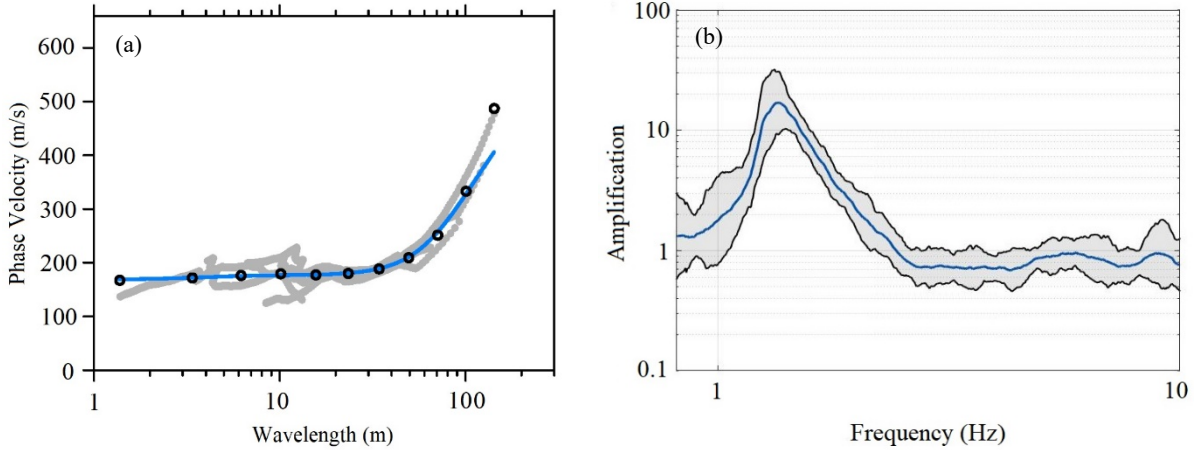 (a)
600
500
400
300
200
100
0
Phase Velocity (m/s)
1
10
100
Wavelength (m)
(b)
100
10
1
0.1
Amplification
1
10
Frequency (Hz)